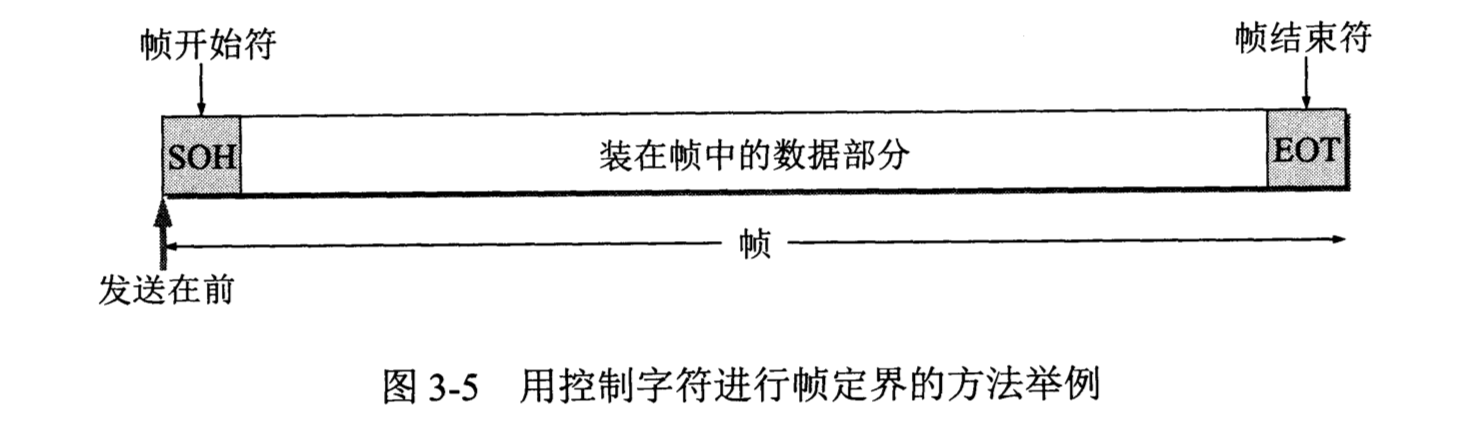 帧开始符
帧结束符
SOH
装在帧中的数据部分
EOT
帧
发送在前
图 3-5 用控制字符进行帧定界的方法举例